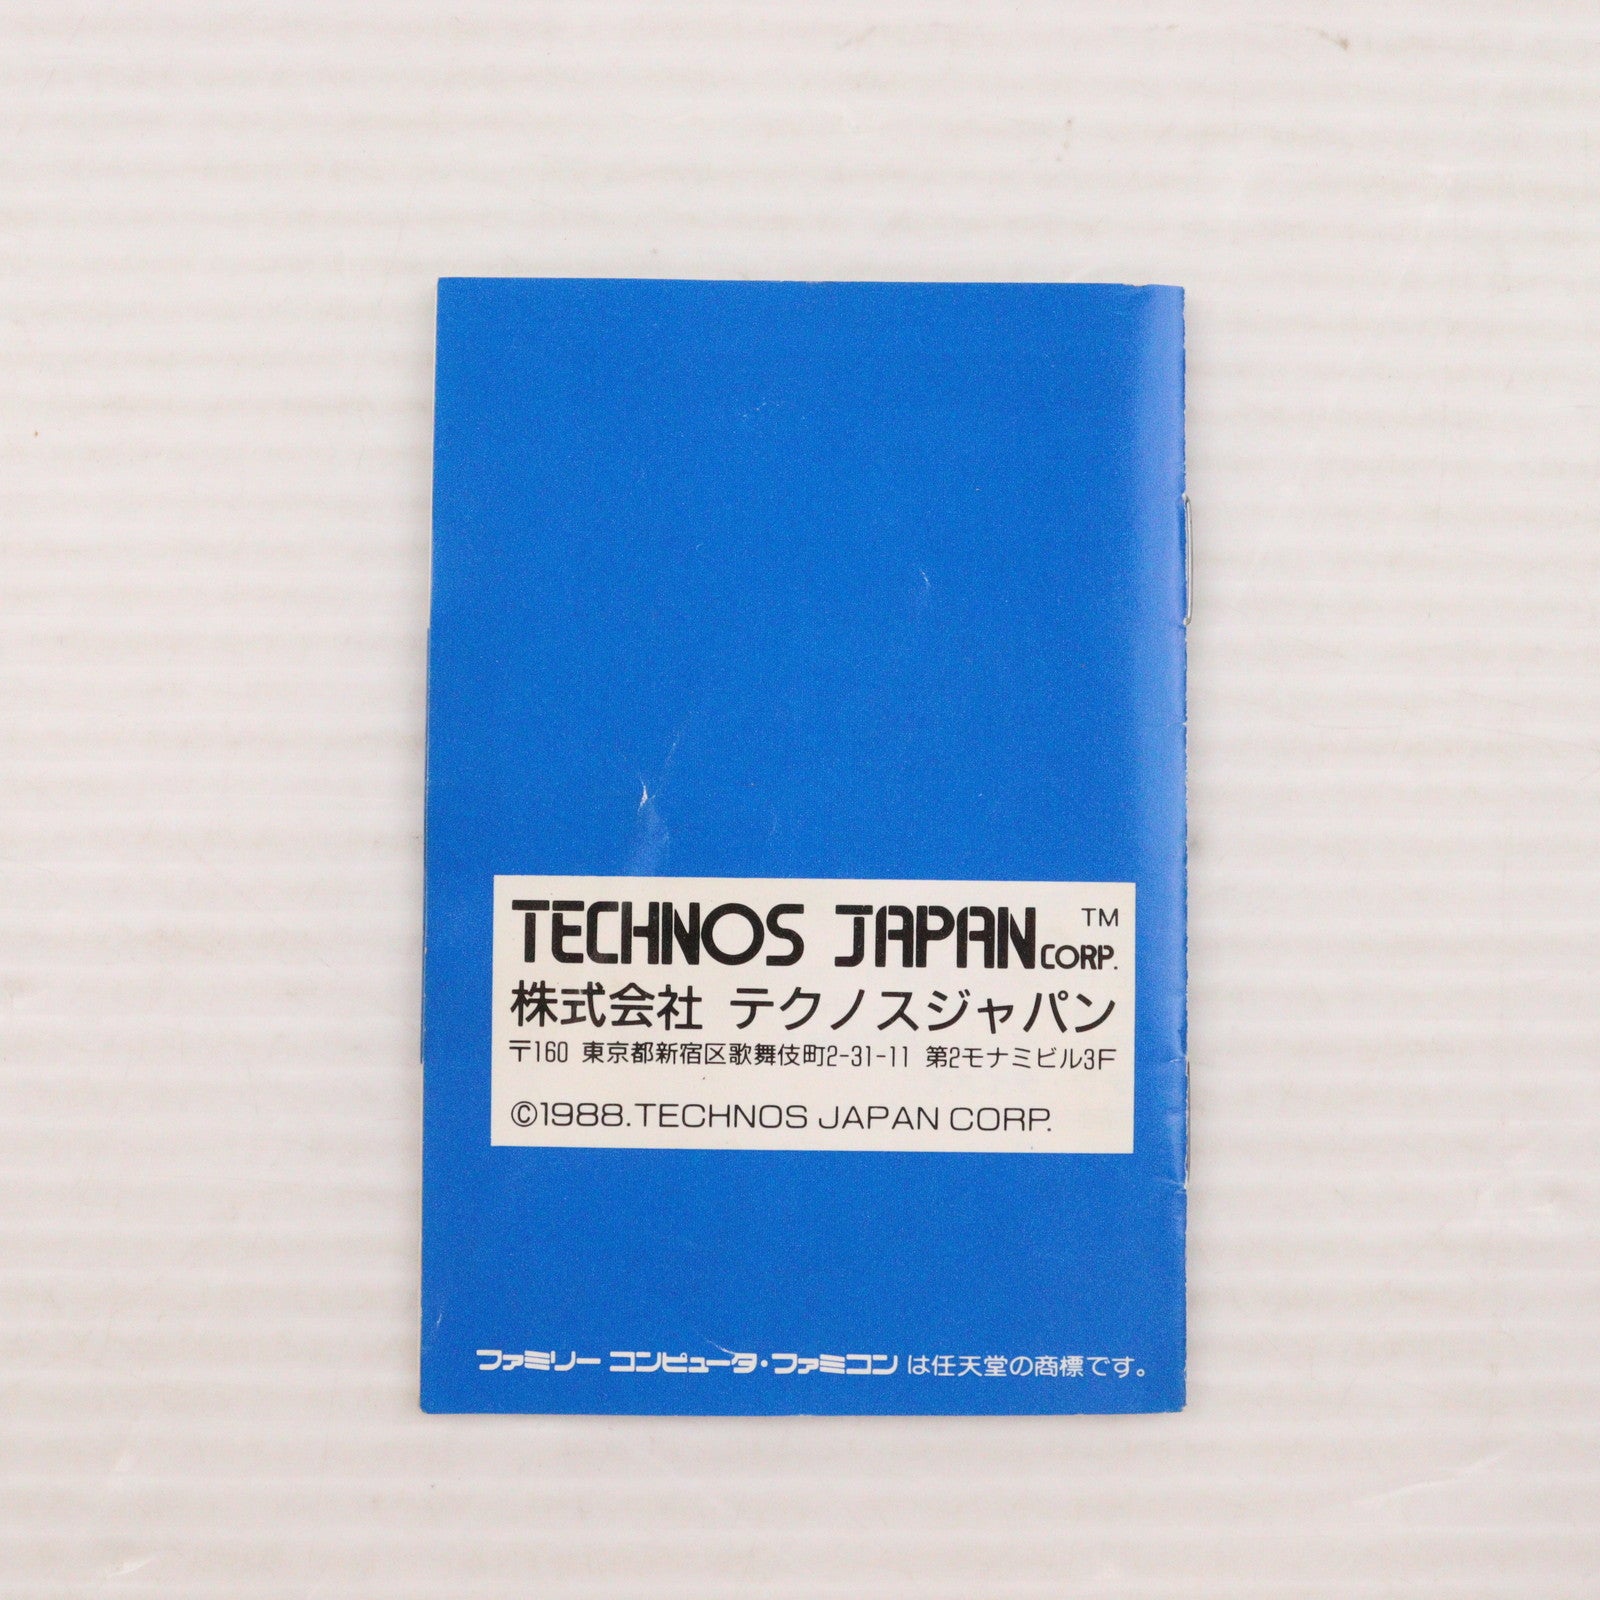 TECHNOS JAPAN CORP. TM
株式会社 テクノスジャパン
〒160 東京都新宿区歌舞伎町2-31-11 第2モナミビル3F
©1988.TECHNOS JAPAN CORP.
ファミリー コンピュータ・ファミコン は任天堂の商標です。